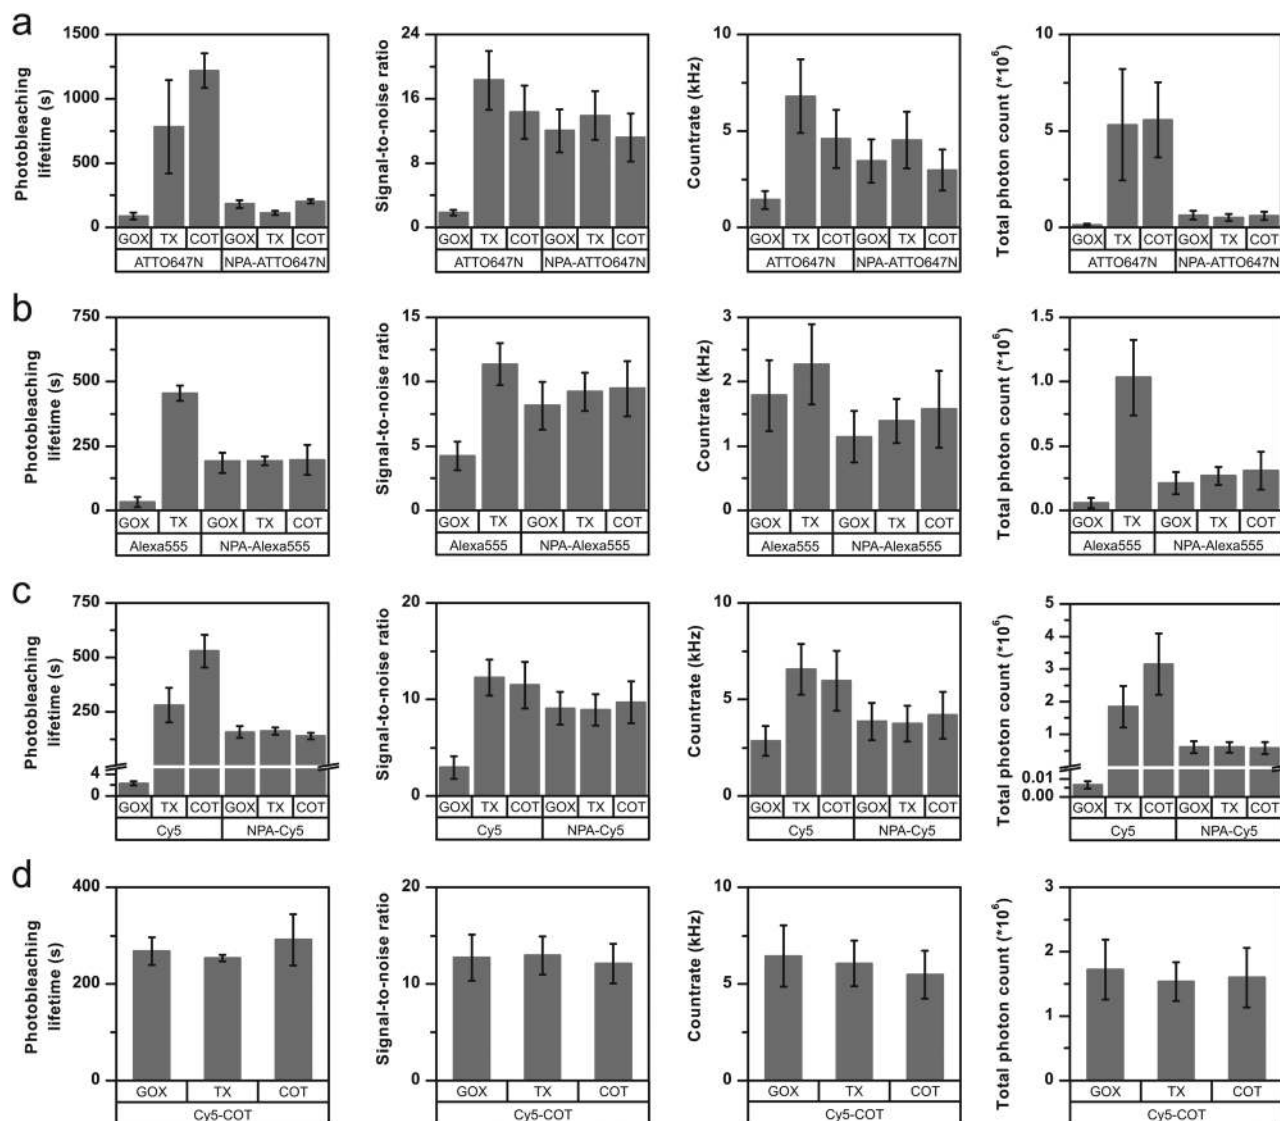 a
Photobleaching
lifetime (s)
1500
1000
500
0
GOX TX COT GOX TX COT
ATTO647N NPA-ATTO647N
Signal-to-noise ratio
24
16
8
0
GOX TX COT GOX TX COT
ATTO647N NPA-ATTO647N
Countrate (kHz)
10
5
0
GOX TX COT GOX TX COT
ATTO647N NPA-ATTO647N
Total photon count (*10⁶)
10
5
0
GOX TX COT GOX TX COT
ATTO647N NPA-ATTO647N
b
Photobleaching
lifetime (s)
750
500
250
0
GOX TX GOX TX COT
Alexa555 NPA-Alexa555
Signal-to-noise ratio
15
10
5
0
GOX TX GOX TX COT
Alexa555 NPA-Alexa555
Countrate (kHz)
3
2
1
0
GOX TX GOX TX COT
Alexa555 NPA-Alexa555
Total photon count (*10⁶)
1.5
1.0
0.5
0.0
GOX TX GOX TX COT
Alexa555 NPA-Alexa555
c
Photobleaching
lifetime (s)
750
500
250
4
0
GOX TX COT GOX TX COT
Cy5 NPA-Cy5
Signal-to-noise ratio
20
10
0
GOX TX COT GOX TX COT
Cy5 NPA-Cy5
Countrate (kHz)
10
5
0
GOX TX COT GOX TX COT
Cy5 NPA-Cy5
Total photon count (*10⁶)
5
4
3
2
1
0.01
0.00
GOX TX COT GOX TX COT
Cy5 NPA-Cy5
d
Photobleaching
lifetime (s)
400
200
0
GOX TX COT
Cy5-COT
Signal-to-noise ratio
20
10
0
GOX TX COT
Cy5-COT
Countrate (kHz)
10
5
0
GOX TX COT
Cy5-COT
Total photon count (*10⁶)
3
2
1
0
GOX TX COT
Cy5-COT